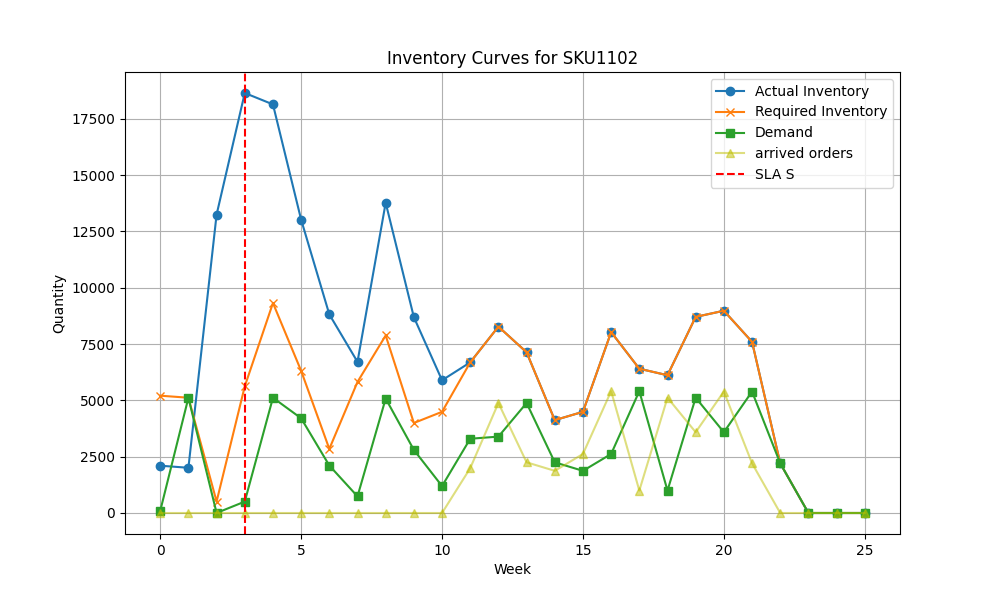 Inventory Curves for SKU1102
Actual Inventory
Required Inventory
Demand
arrived orders
SLA S
Quantity
17500
15000
12500
10000
7500
5000
2500
0
0 5 10 15 20 25
Week